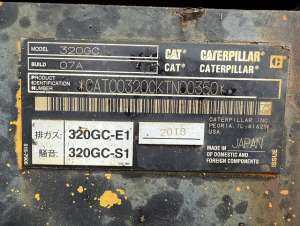 MODEL 320GC CAT CATERPILLAR
BUILD 07A CAT CATERPILLAR
PRODUCT IDENTIFICATION NUMBER *CAT00320CKTN00350*
排ガス: 320GC-E1 2018
騒音: 320GC-S1
CATERPILLAR INC.
PEORIA, IL 61629
USA
MADE IN JAPAN
OF DOMESTIC AND
FOREIGN COMPONENTS